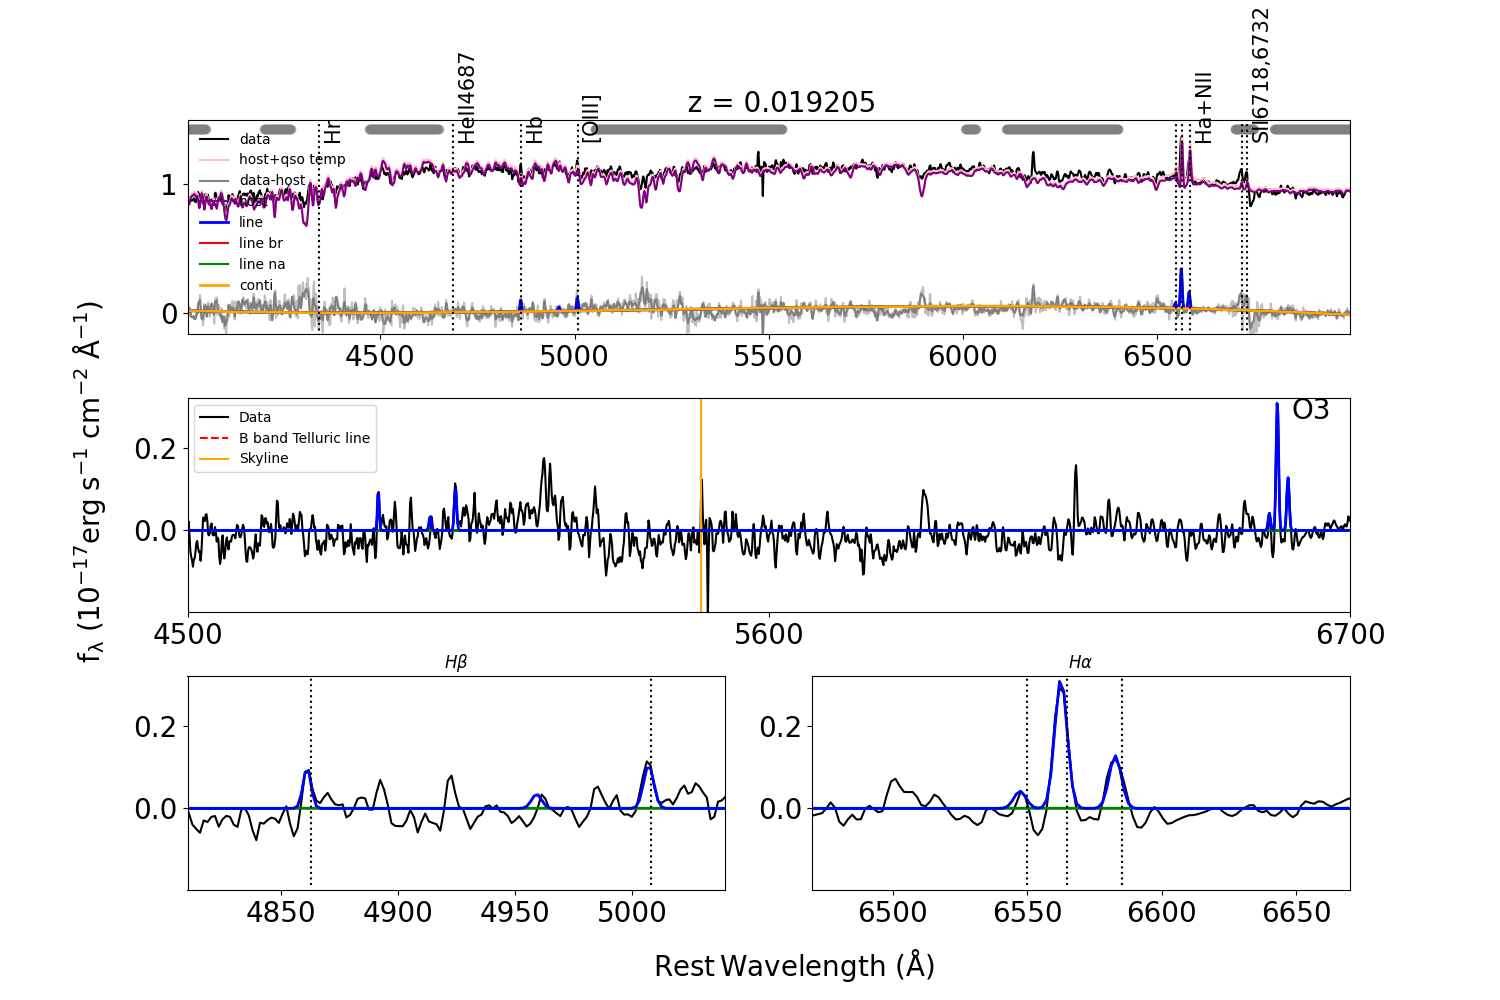 z = 0.019205
Hr
HeII4687
Hb
[OIII]
Ha+NII
SII6718,6732
data
host+qso temp
data-host
host
line
line br
line na
conti
1
0
4500
5000
5500
6000
6500
fλ (10⁻¹⁷erg s⁻¹ cm⁻² Å⁻¹)
Data
B band Telluric line
Skyline
O3
0.2
0.0
4500
5600
6700
Hβ
0.2
0.0
4850
4900
4950
5000
Hα
0.2
0.0
6500
6550
6600
6650
Rest Wavelength (Å)